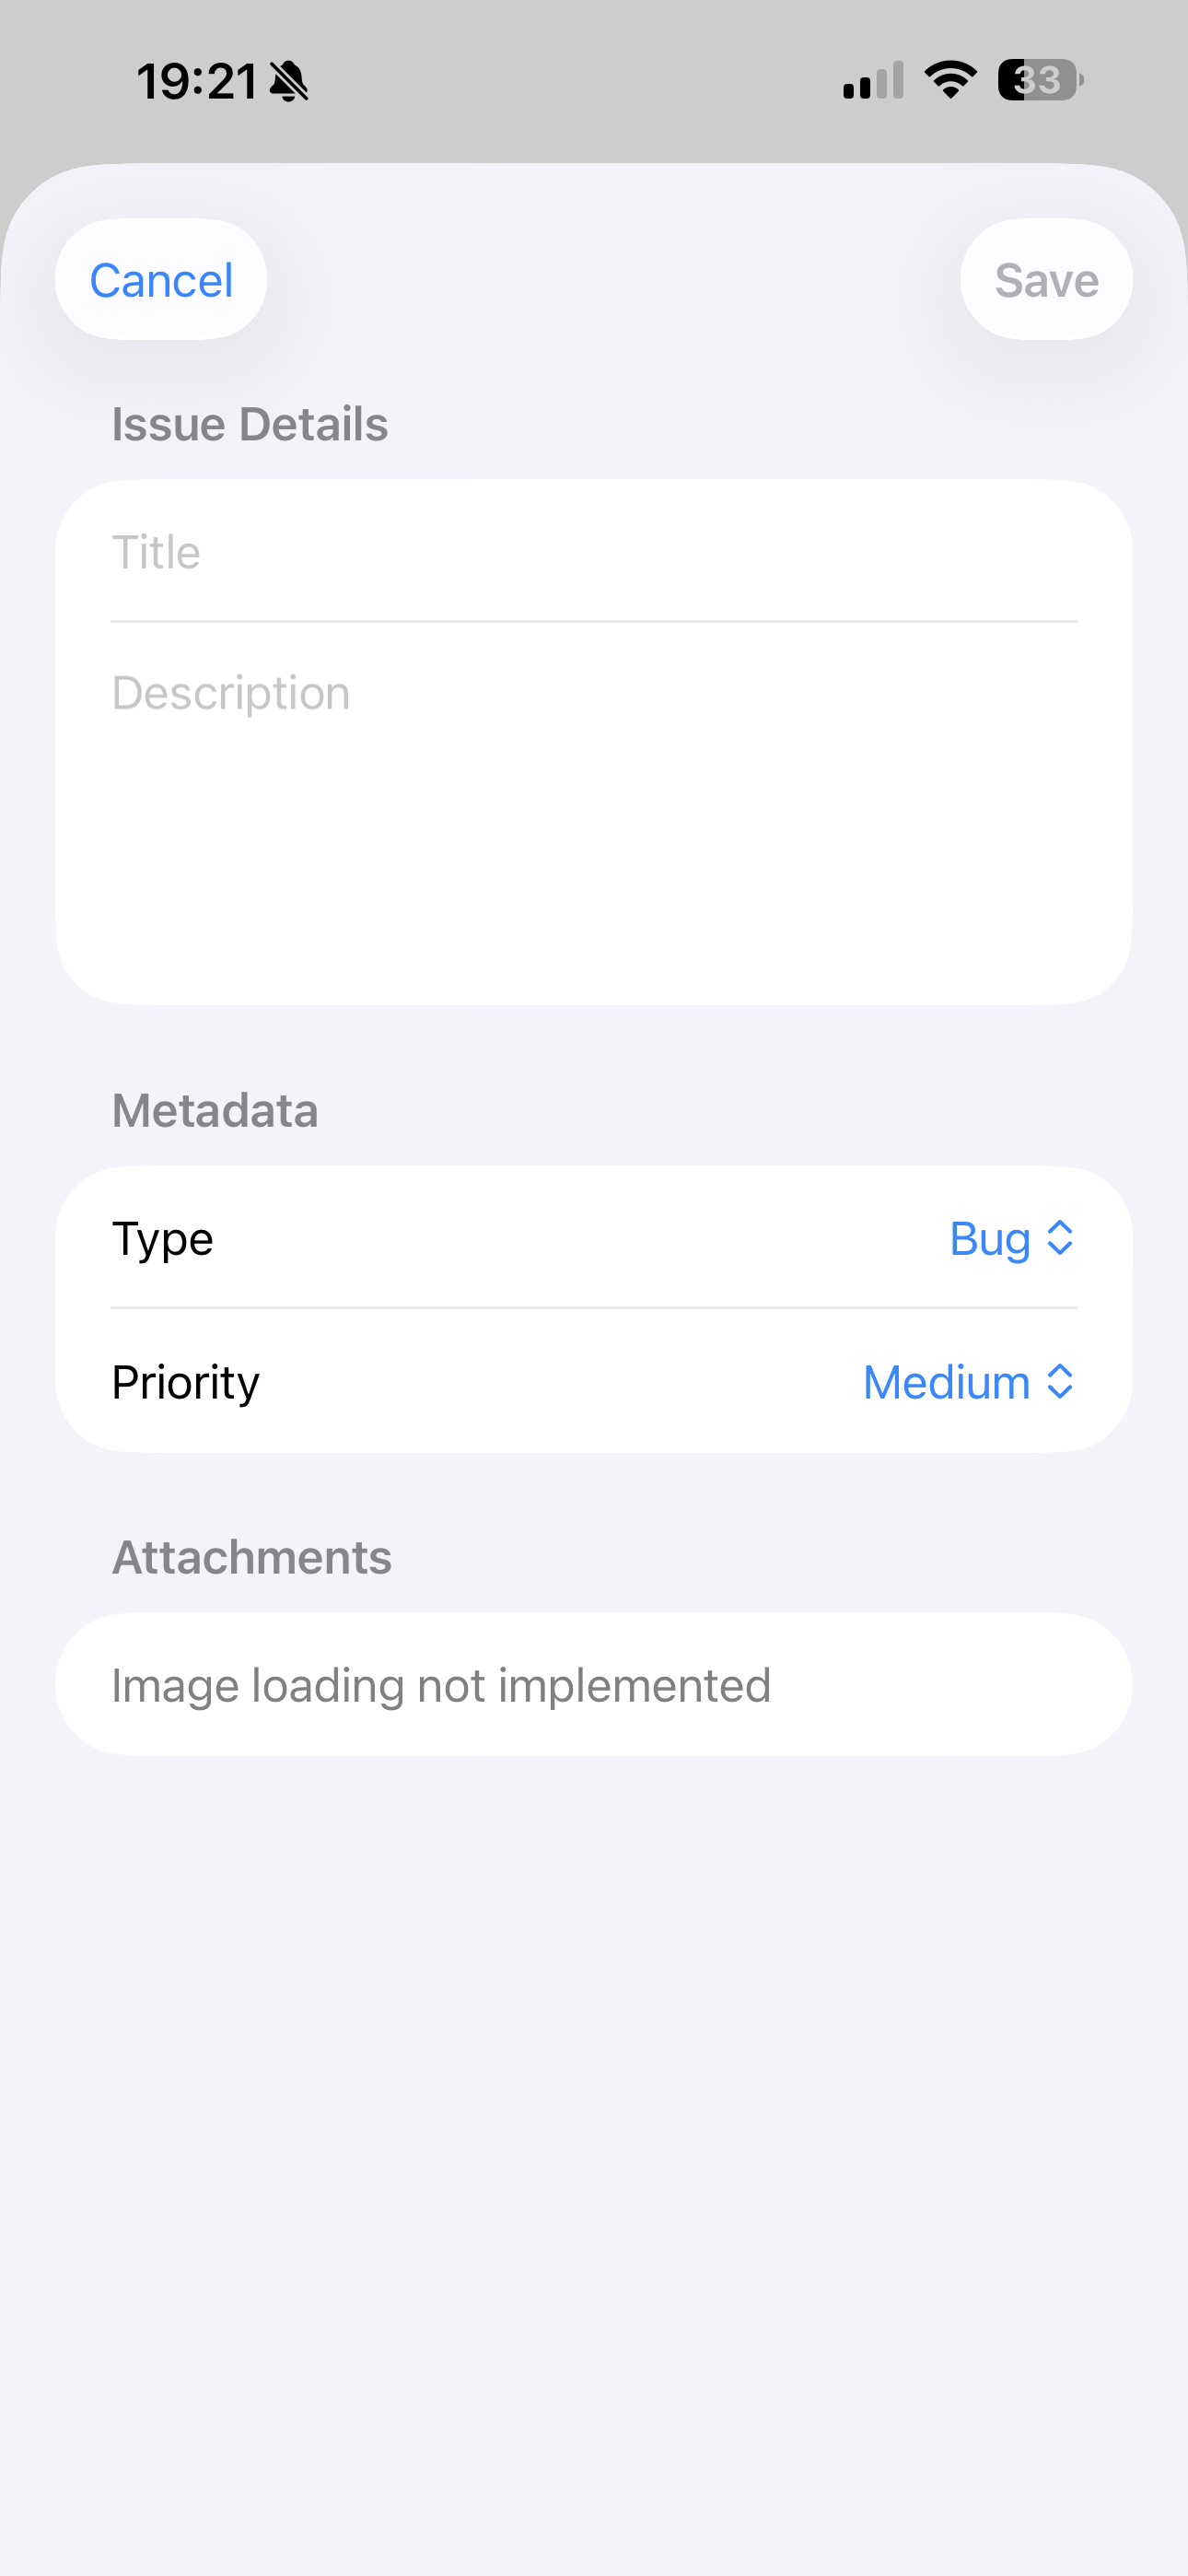 19:21
33
Cancel
Save
Issue Details
Title
Description
Metadata
Type
Bug
Priority
Medium
Attachments
Image loading not implemented